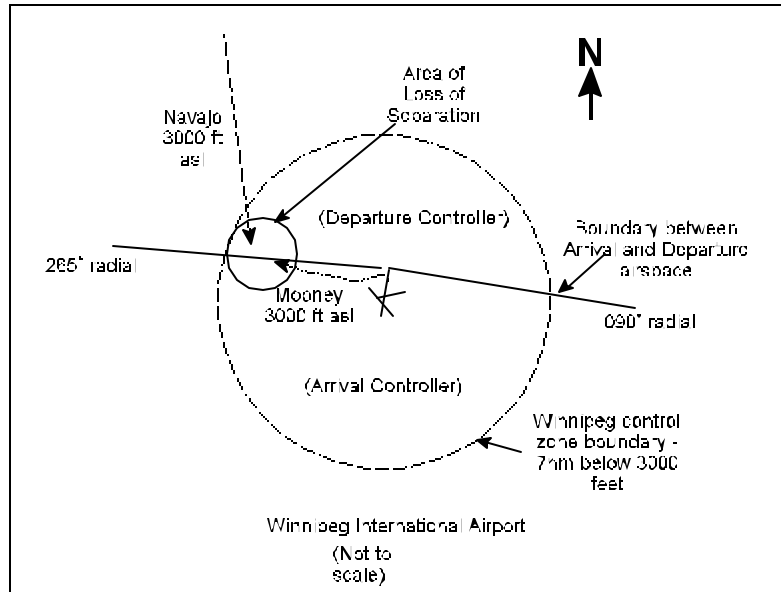 N
Area of
Loss of
Separation
Navajo
3000 ft
asl
(Departure Controller)
Boundary between
Arrival and Departure
airspace
265° radial
Mooney
3000 ft asl
090° radial
(Arrival Controller)
Winnipeg control
zone boundary -
7nm below 3000
feet
Winnipeg International Airport
(Not to
scale)